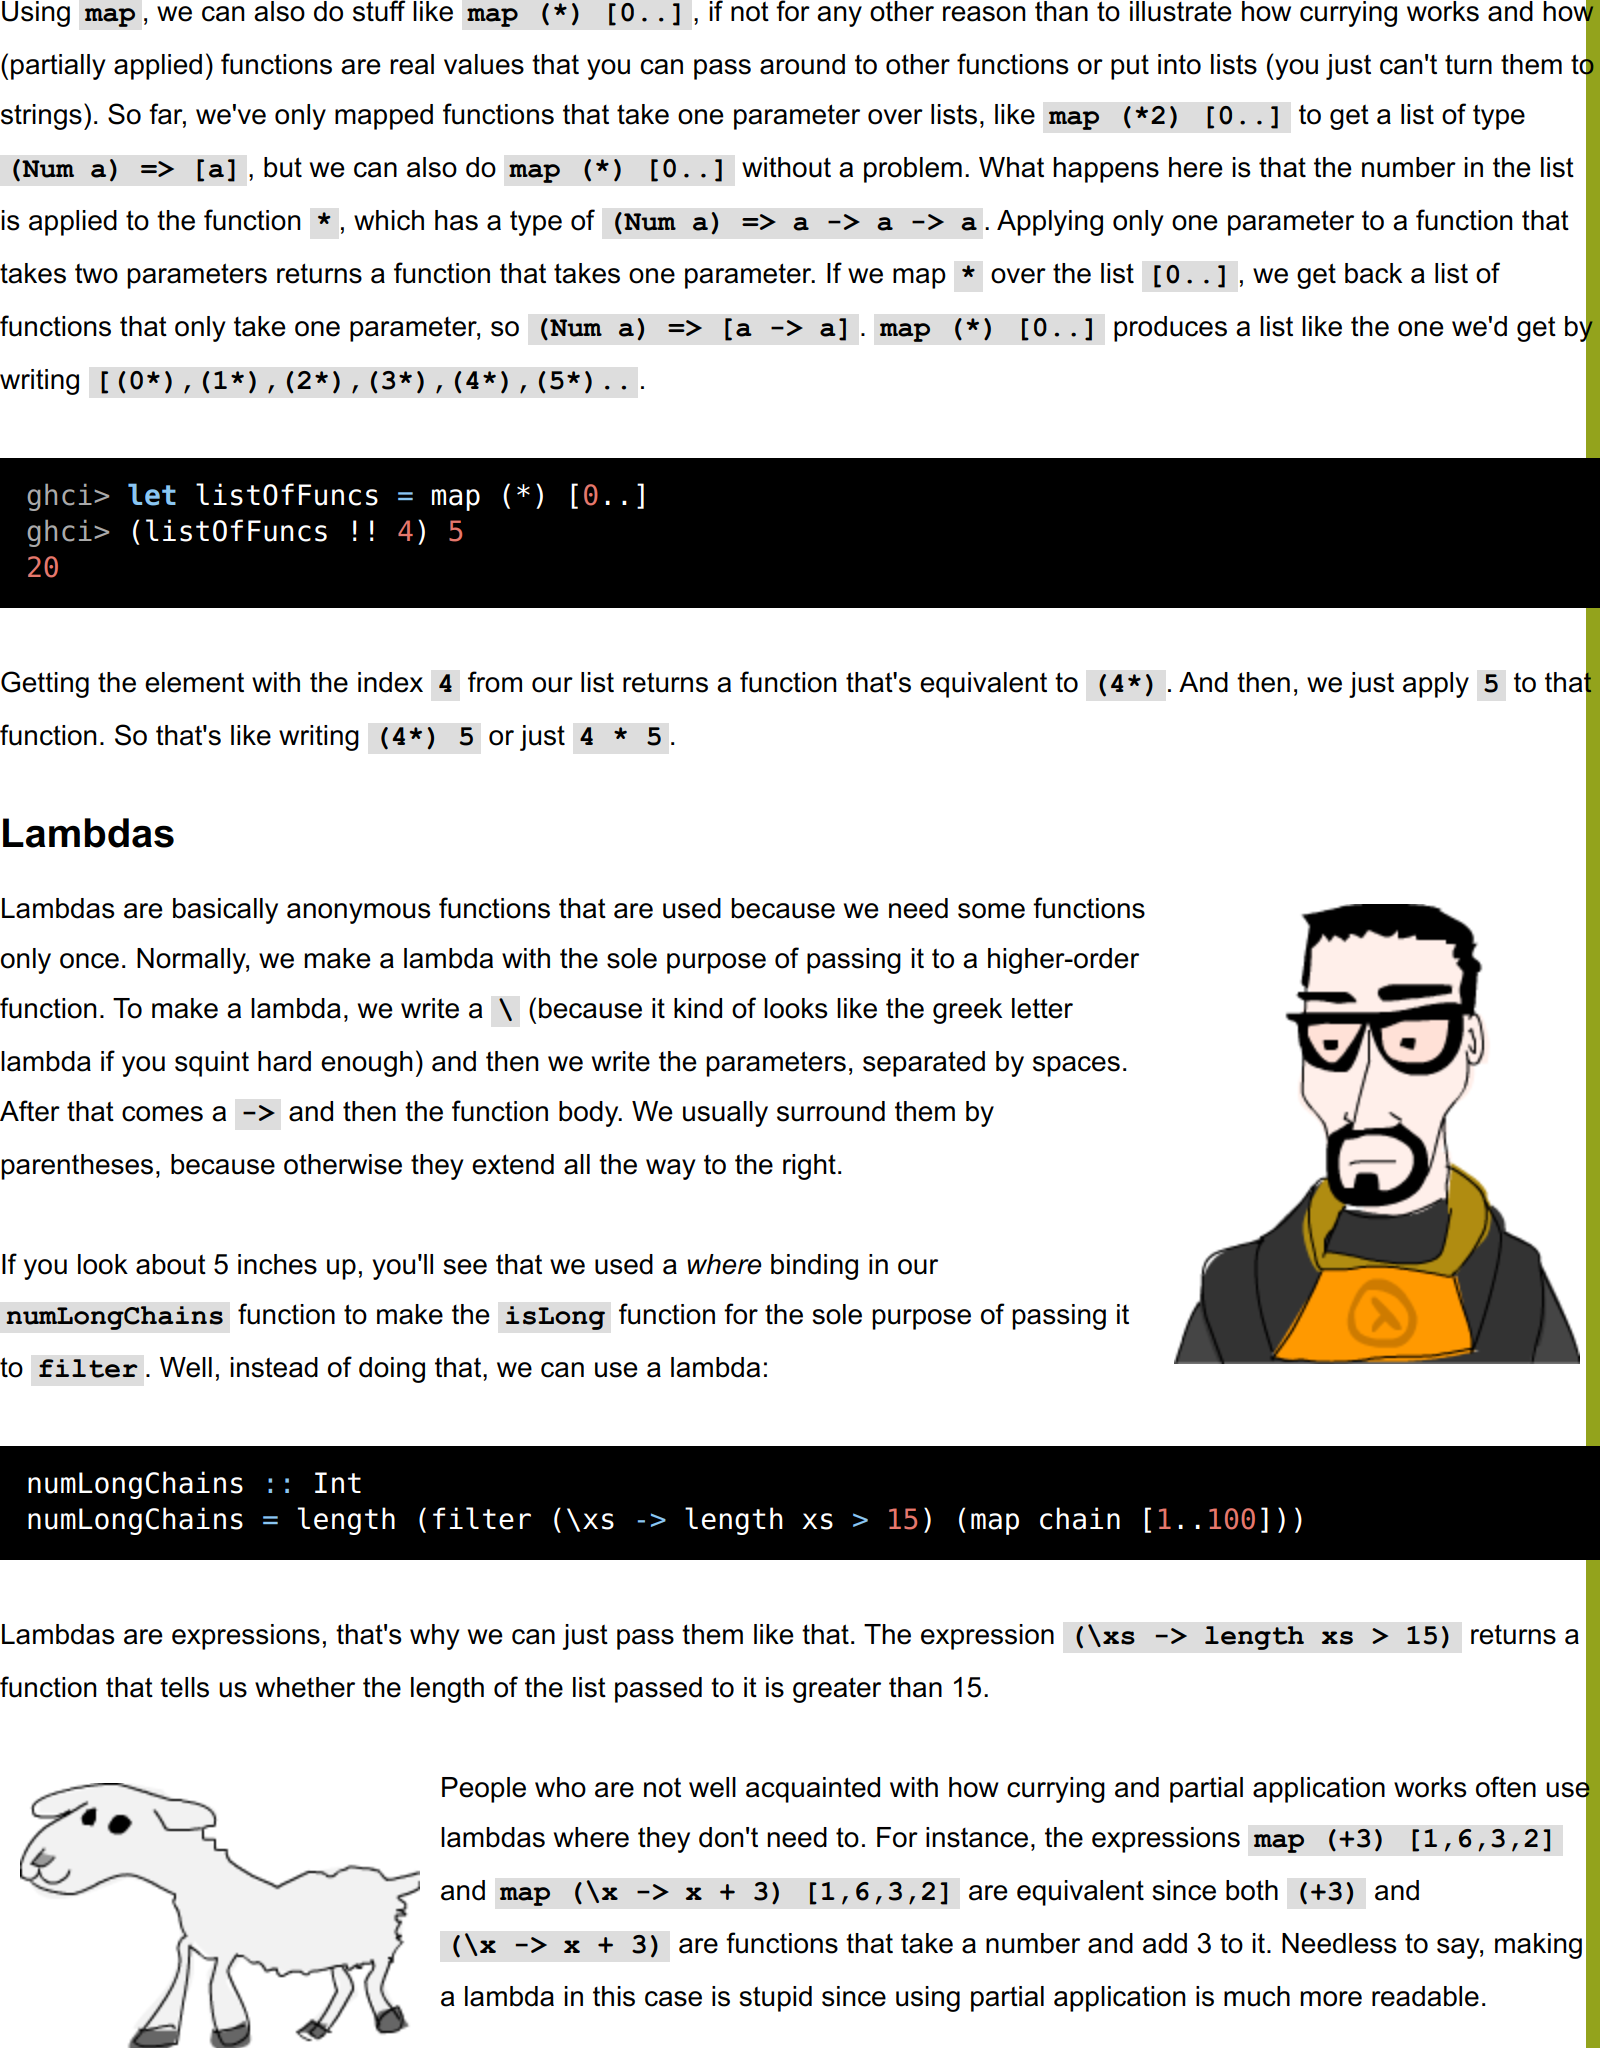 Using map, we can also do stuff like map (*) [0..], if not for any other reason than to illustrate how currying works and how
(partially applied) functions are real values that you can pass around to other functions or put into lists (you just can't turn them to
strings). So far, we've only mapped functions that take one parameter over lists, like map (*2) [0..] to get a list of type
(Num a) => [a], but we can also do map (*) [0..] without a problem. What happens here is that the number in the list
is applied to the function *, which has a type of (Num a) => a -> a -> a. Applying only one parameter to a function that
takes two parameters returns a function that takes one parameter. If we map * over the list [0..], we get back a list of
functions that only take one parameter, so (Num a) => [a -> a]. map (*) [0..] produces a list like the one we'd get by
writing [(0*),(1*),(2*),(3*),(4*),(5*)...
ghci> let listOfFuncs = map (*) [0..]
ghci> (listOfFuncs !! 4) 5
20
Getting the element with the index 4 from our list returns a function that's equivalent to (4*). And then, we just apply 5 to that
function. So that's like writing (4*) 5 or just 4 * 5.
Lambdas
Lambdas are basically anonymous functions that are used because we need some functions
only once. Normally, we make a lambda with the sole purpose of passing it to a higher-order
function. To make a lambda, we write a \ (because it kind of looks like the greek letter
lambda if you squint hard enough) and then we write the parameters, separated by spaces.
After that comes a -> and then the function body. We usually surround them by
parentheses, because otherwise they extend all the way to the right.
If you look about 5 inches up, you'll see that we used a where binding in our
numLongChains function to make the isLong function for the sole purpose of passing it
to filter. Well, instead of doing that, we can use a lambda:
numLongChains :: Int
numLongChains = length (filter (\xs -> length xs > 15) (map chain [1..100]))
Lambdas are expressions, that's why we can just pass them like that. The expression (\xs -> length xs > 15) returns a
function that tells us whether the length of the list passed to it is greater than 15.
People who are not well acquainted with how currying and partial application works often use
lambdas where they don't need to. For instance, the expressions map (+3) [1,6,3,2]
and map (\x -> x + 3) [1,6,3,2] are equivalent since both (+3) and
(\x -> x + 3) are functions that take a number and add 3 to it. Needless to say, making
a lambda in this case is stupid since using partial application is much more readable.